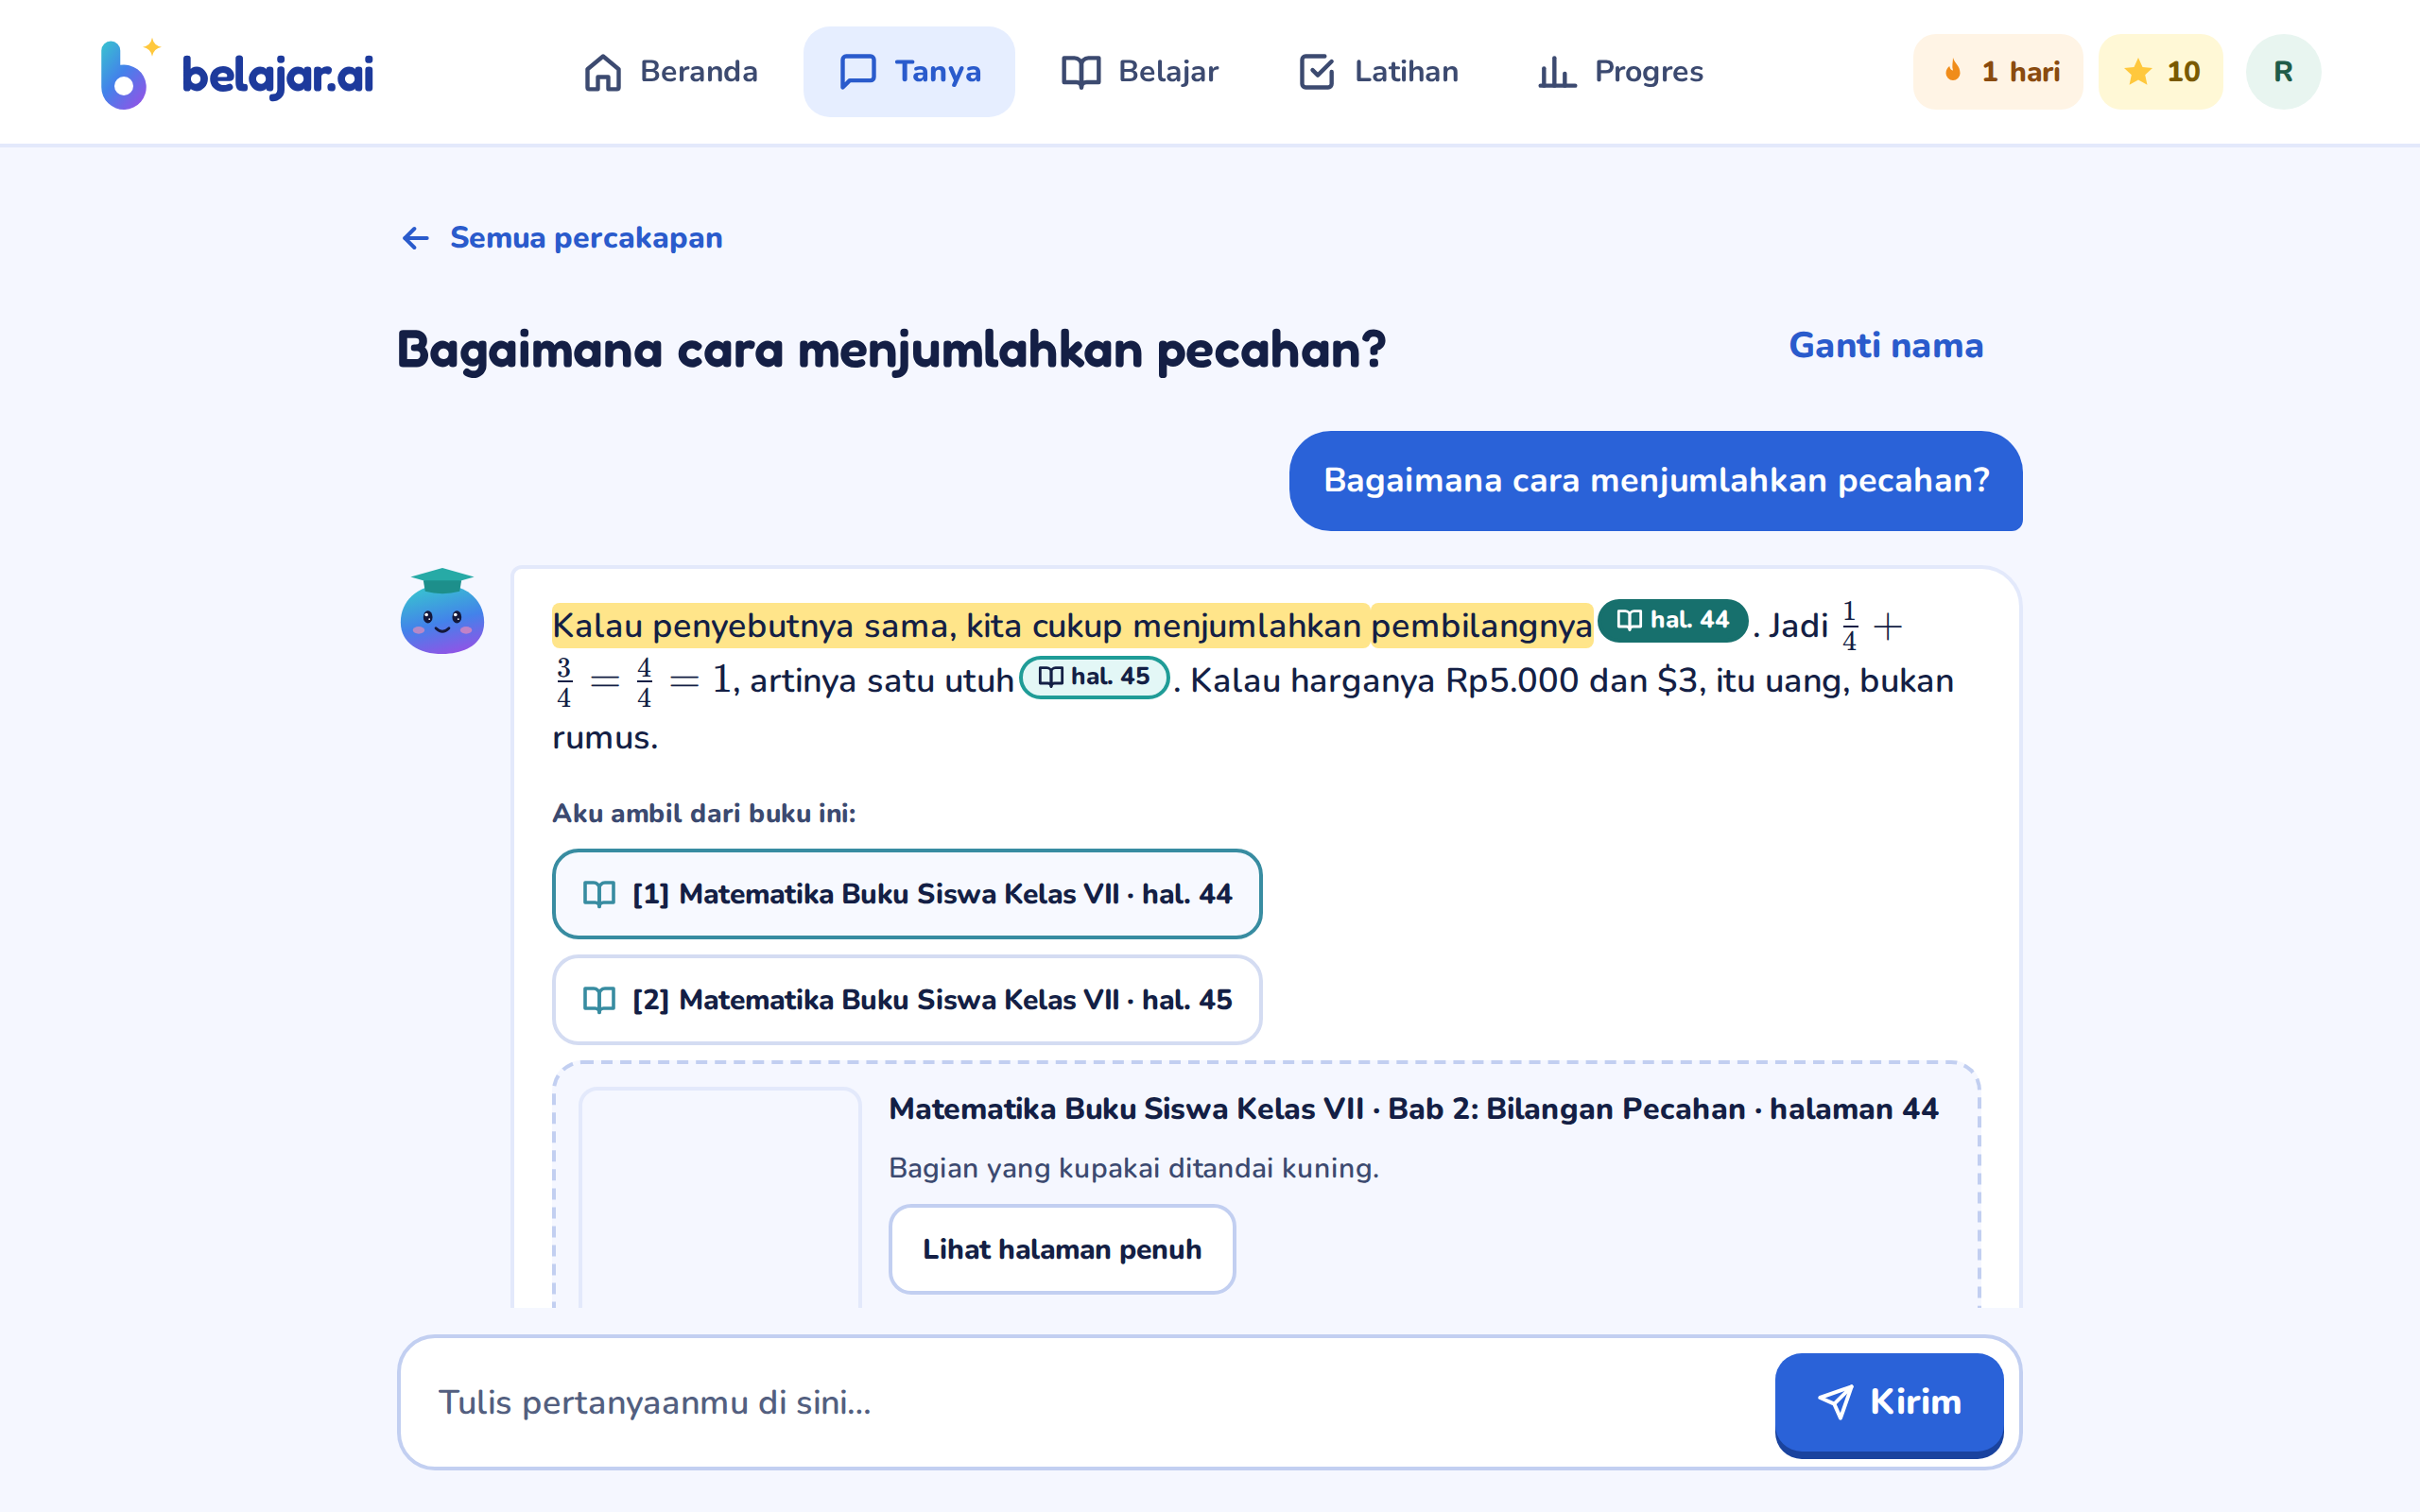 belajar.ai
Beranda
Tanya
Belajar
Latihan
Progres
1 hari
10
R
Semua percakapan
Bagaimana cara menjumlahkan pecahan?
Ganti nama
Bagaimana cara menjumlahkan pecahan?
Kalau penyebutnya sama, kita cukup menjumlahkan pembilangnya hal. 44. Jadi 1/4 +
3/4 = 4/4 = 1, artinya satu utuh hal. 45. Kalau harganya Rp5.000 dan $3, itu uang, bukan
rumus.
Aku ambil dari buku ini:
[1] Matematika Buku Siswa Kelas VII · hal. 44
[2] Matematika Buku Siswa Kelas VII · hal. 45
Matematika Buku Siswa Kelas VII · Bab 2: Bilangan Pecahan · halaman 44
Bagian yang kupakai ditandai kuning.
Lihat halaman penuh
Tulis pertanyaanmu di sini...
Kirim